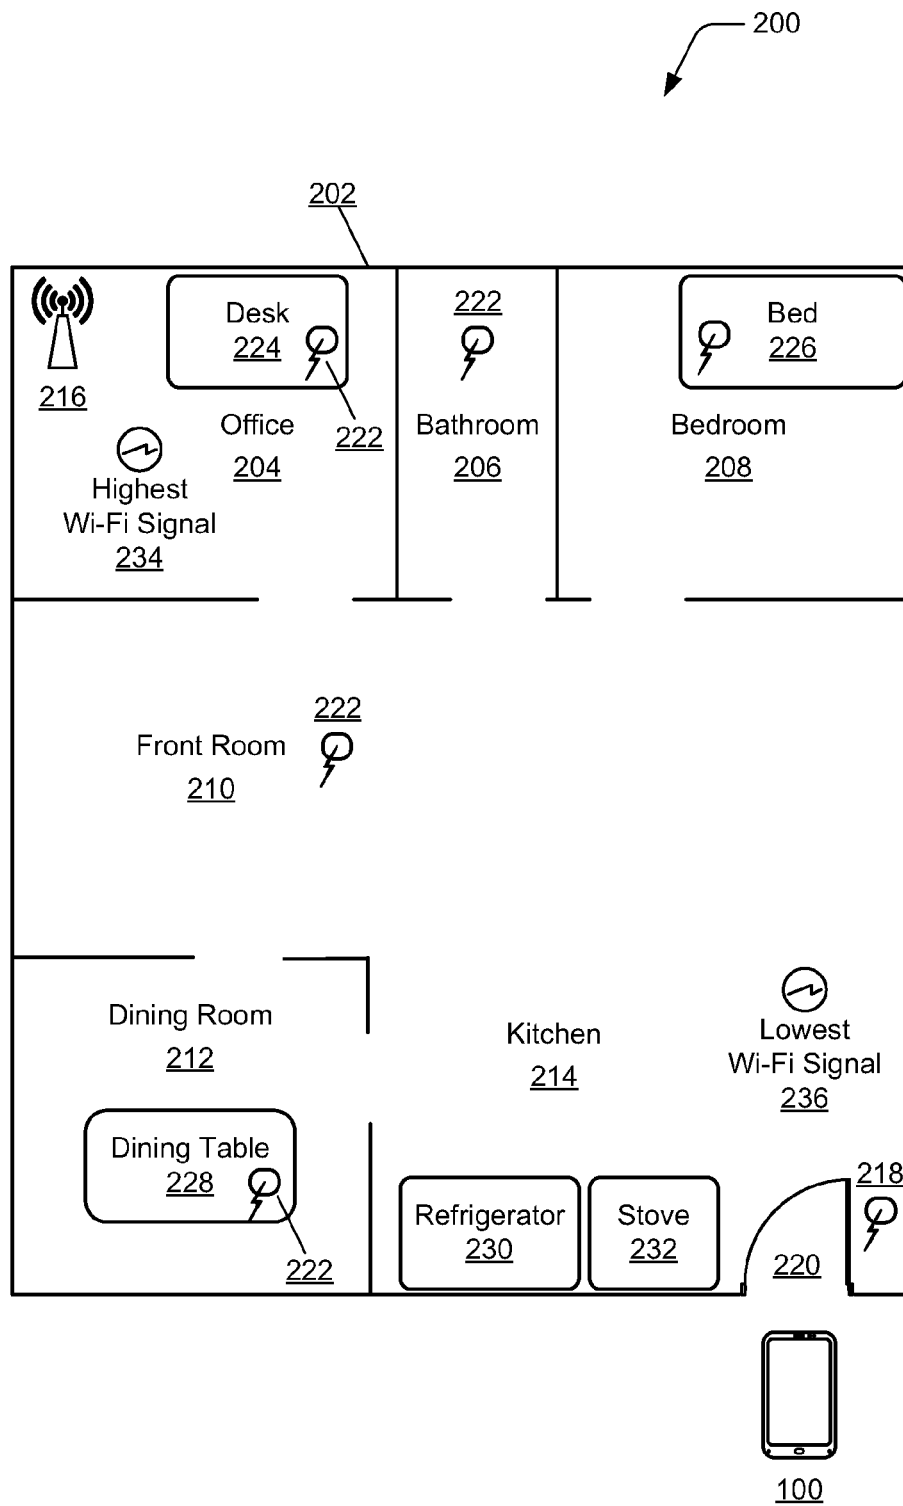 200
202
Desk
224
222
216
Office
204
222
Bathroom
206
Bed
226
Bedroom
208
Highest
Wi-Fi Signal
234
222
Front Room
210
Dining Room
212
Kitchen
214
Lowest
Wi-Fi Signal
236
Dining Table
228
222
Refrigerator
230
Stove
232
218
220
100